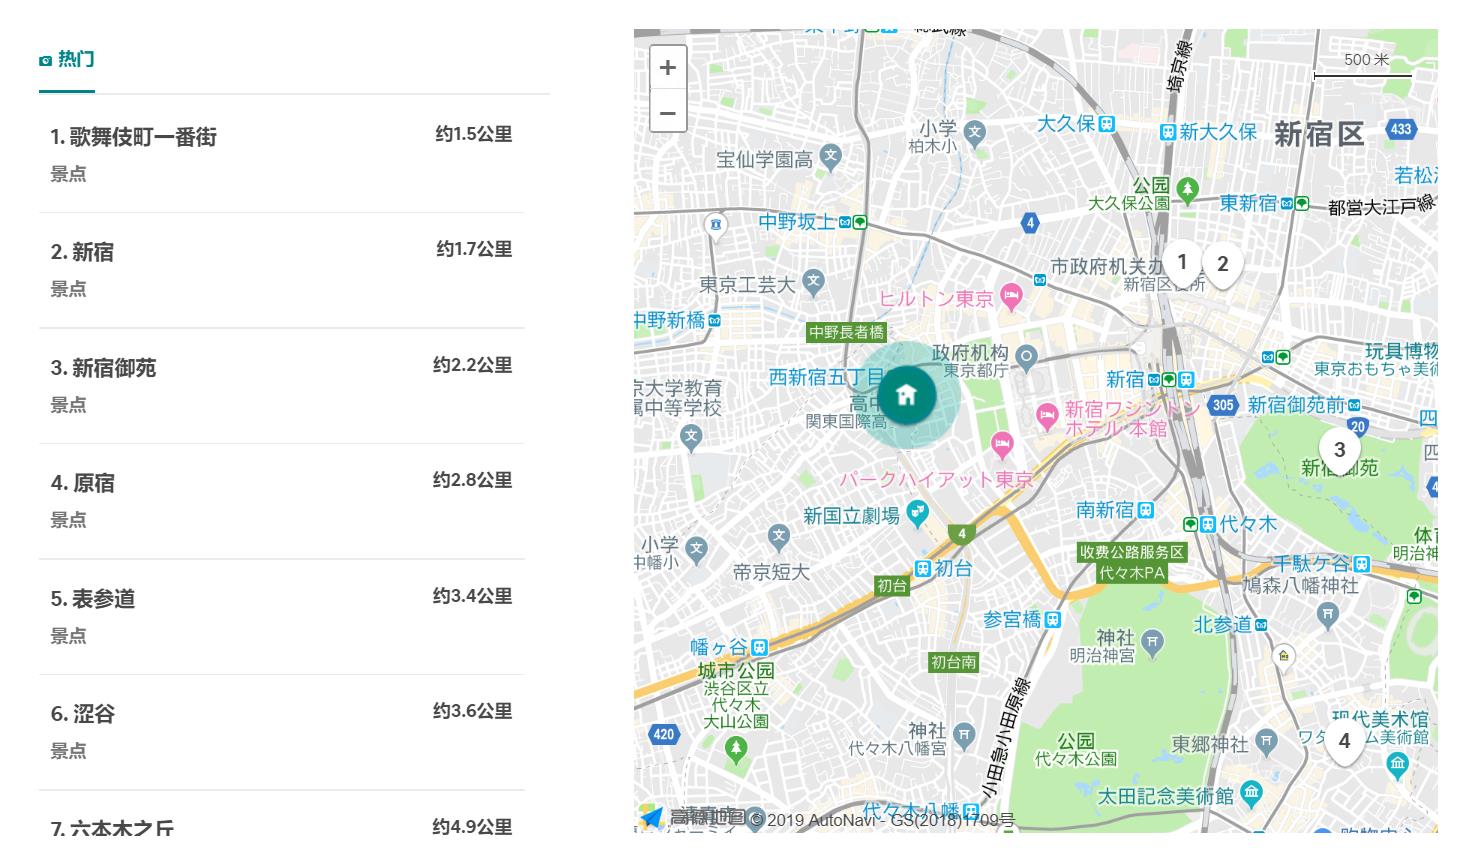 热门
1. 歌舞伎町一番街
约1.5公里
景点
2. 新宿
约1.7公里
景点
3. 新宿御苑
约2.2公里
景点
4. 原宿
约2.8公里
景点
5. 表参道
约3.4公里
景点
6. 涩谷
约3.6公里
景点
7. 六本木之丘
约4.9公里
+
−
500 米
埼京線
小学
柏木小
大久保
新大久保
新宿区
433
宝仙学園高
公园
大久保公園
東新宿
都営大江戸線
中野坂上
4
市政府机关
新宿区役所
1
2
東京工芸大
ヒルトン東京
中野新橋
中野長者橋
政府机构
東京都庁
西新宿五丁目
関東国際高
新宿
玩具博物
東京おもちゃ美術
京大学教育
属中等学校
新宿ワシントン
ホテル 本館
305
新宿御苑前
20
3
新宿御苑
パークハイアット東京
新国立劇場
南新宿
代々木
4
小学
中幡小
帝京短大
初台
初台
收费公路服务区
代々木PA
千駄ケ谷
鳩森八幡神社
明治神
参宮橋
北参道
神社
明治神宮
幡ヶ谷
初台南
城市公园
渋谷区立
代々木
大山公園
小田急小田原線
420
神社
代々木八幡宮
公园
代々木公園
東郷神社
现代美术馆
4
太田記念美術館
代々木八幡
高德地图
© 2019 AutoNavi - GS(2018)1709号